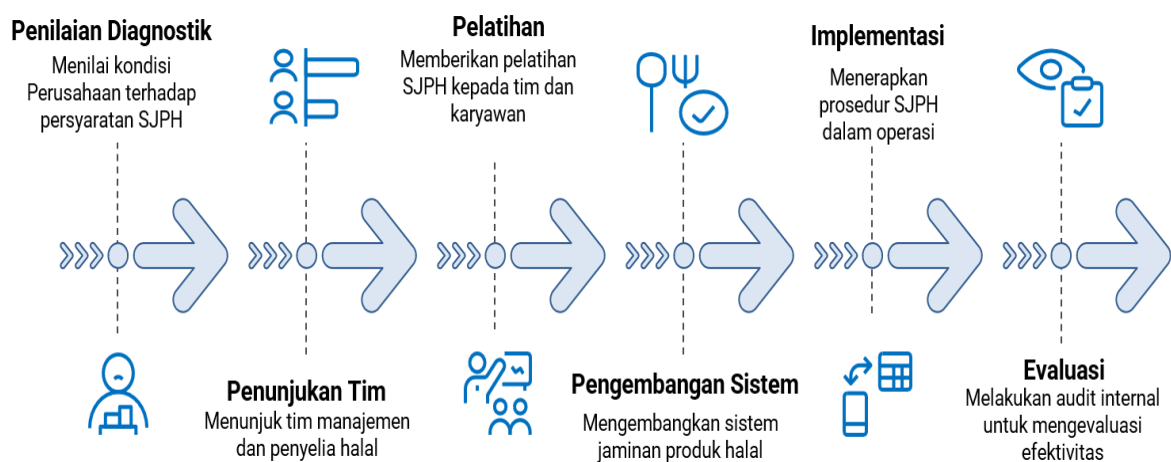 Penilaian Diagnostik
Menilai kondisi
Perusahaan terhadap
persyaratan SJPH
Penunjukan Tim
Menunjuk tim manajemen
dan penyelia halal
Pelatihan
Memberikan pelatihan
SJPH kepada tim dan
karyawan
Pengembangan Sistem
Mengembangkan sistem
jaminan produk halal
Implementasi
Menerapkan
prosedur SJPH
dalam operasi
Evaluasi
Melakukan audit internal
untuk mengevaluasi
efektivitas